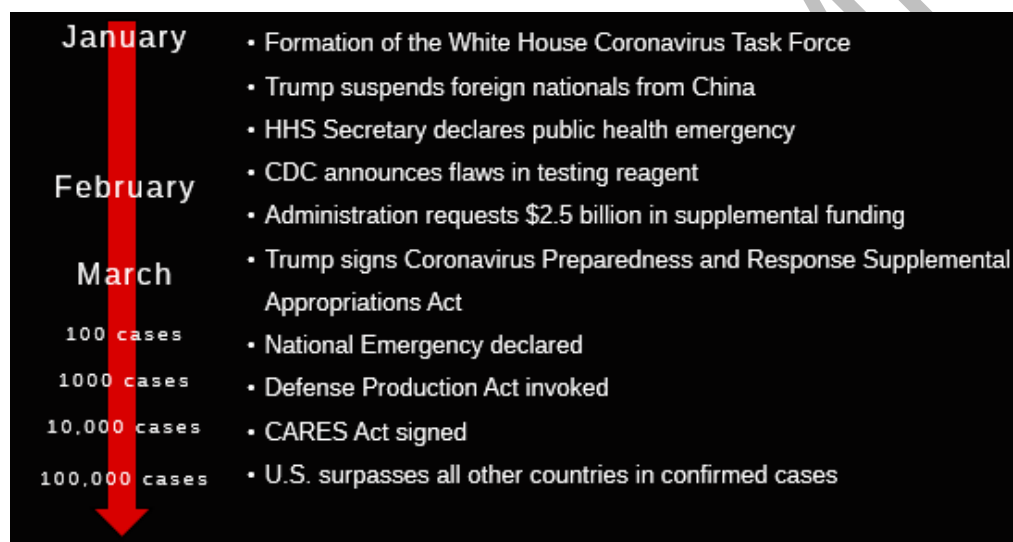 January
• Formation of the White House Coronavirus Task Force
• Trump suspends foreign nationals from China
• HHS Secretary declares public health emergency
February
• CDC announces flaws in testing reagent
• Administration requests $2.5 billion in supplemental funding
March
• Trump signs Coronavirus Preparedness and Response Supplemental
Appropriations Act
100 cases
• National Emergency declared
1000 cases
• Defense Production Act invoked
10,000 cases
• CARES Act signed
100,000 cases
• U.S. surpasses all other countries in confirmed cases